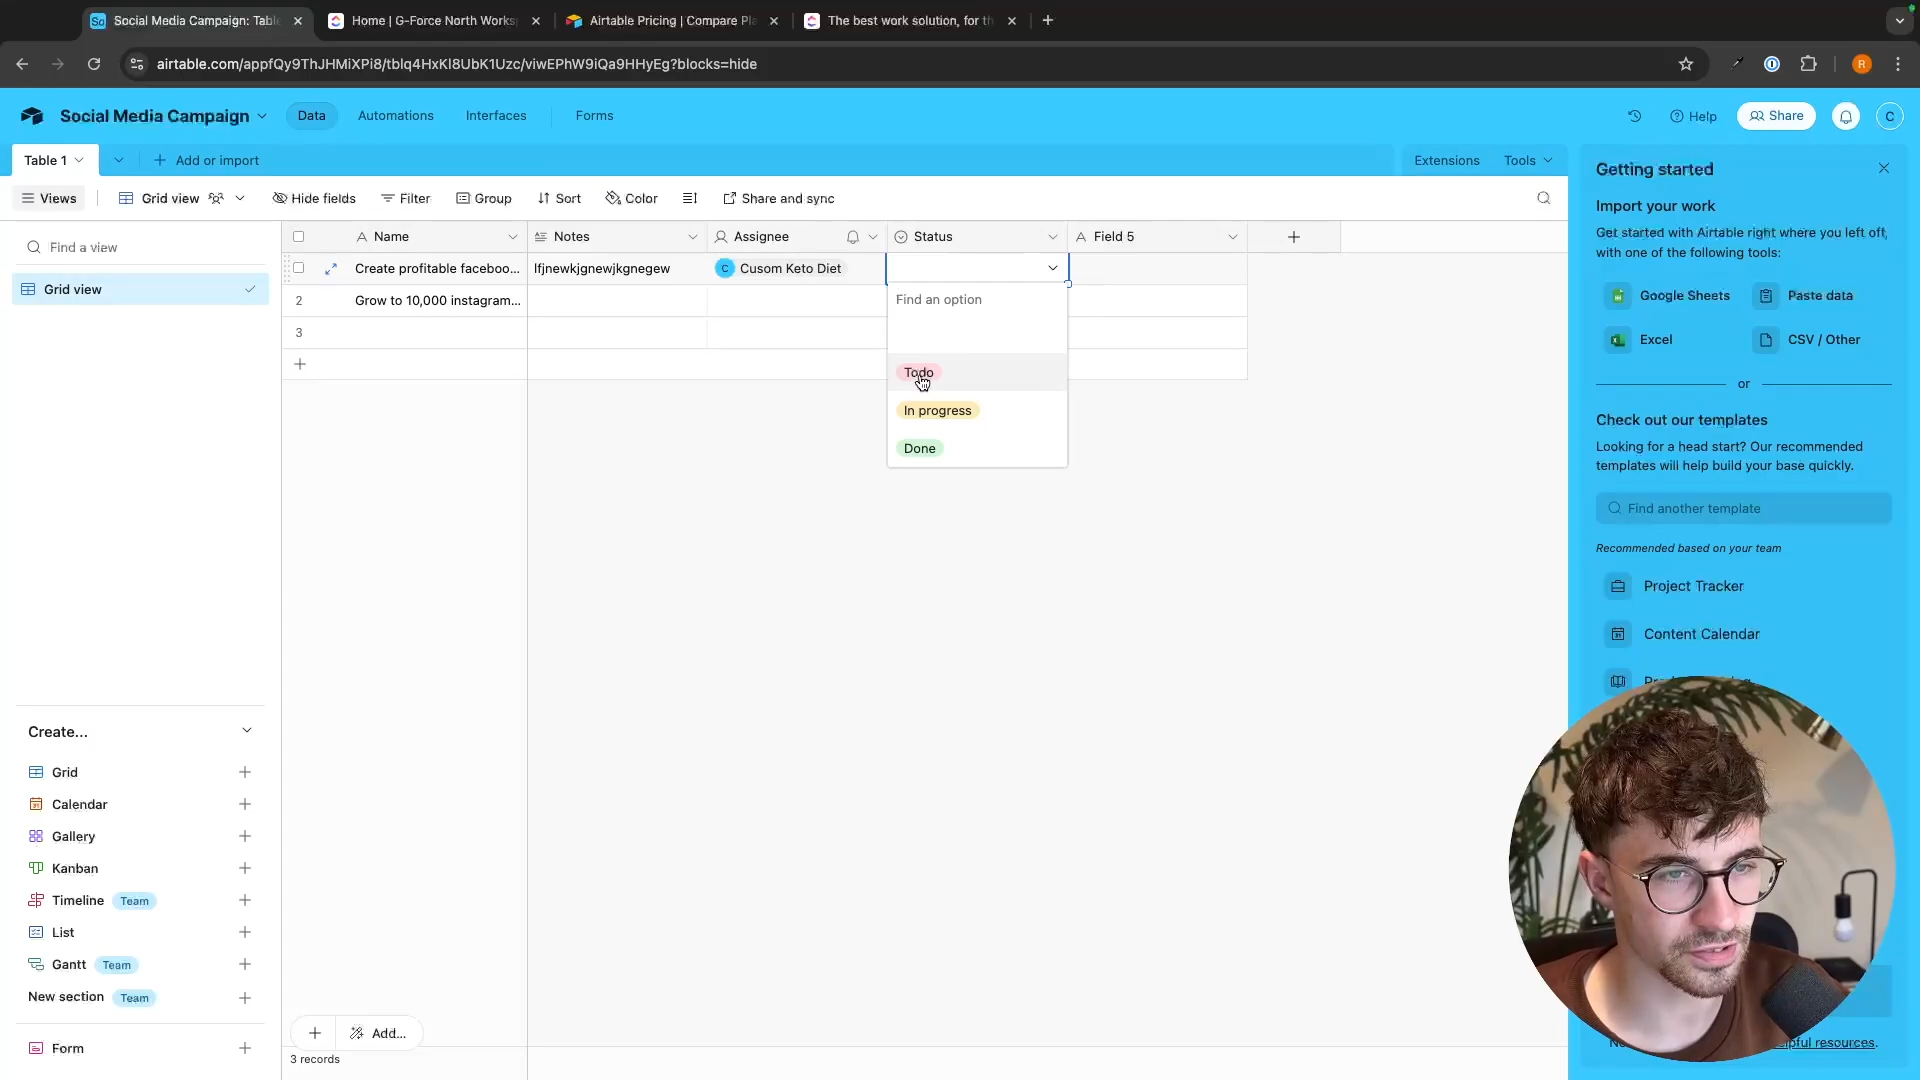 Social Media Campaign: Table
Home | G-Force North Works
Airtable Pricing | Compare Pla
The best work solution, for th
airtable.com/appfQy9ThJHMiXPi8/tblq4HxKl8UbK1Uzc/viwEPhW9iQa9HHyEg?blocks=hide
R
Social Media Campaign
Data
Automations
Interfaces
Forms
Help
Share
C
Table 1
Add or import
Extensions
Tools
Views
Grid view
Hide fields
Filter
Group
Sort
Color
Share and sync
Find a view
Grid view
Name
Notes
Assignee
Status
Field 5
Create profitable faceboo...
lfjnewkjgnewjkgnegew
C Cusom Keto Diet
2
Grow to 10,000 instagram...
3
Find an option
Todo
In progress
Done
Getting started
Import your work
Get started with Airtable right where you left off,
with one of the following tools:
Google Sheets
Paste data
Excel
CSV / Other
or
Check out our templates
Looking for a head start? Our recommended
templates will help build your base quickly.
Find another template
Recommended based on your team
Project Tracker
Content Calendar
Create...
Grid
Calendar
Gallery
Kanban
Timeline Team
List
Gantt Team
New section Team
Form
Add...
3 records
resources.